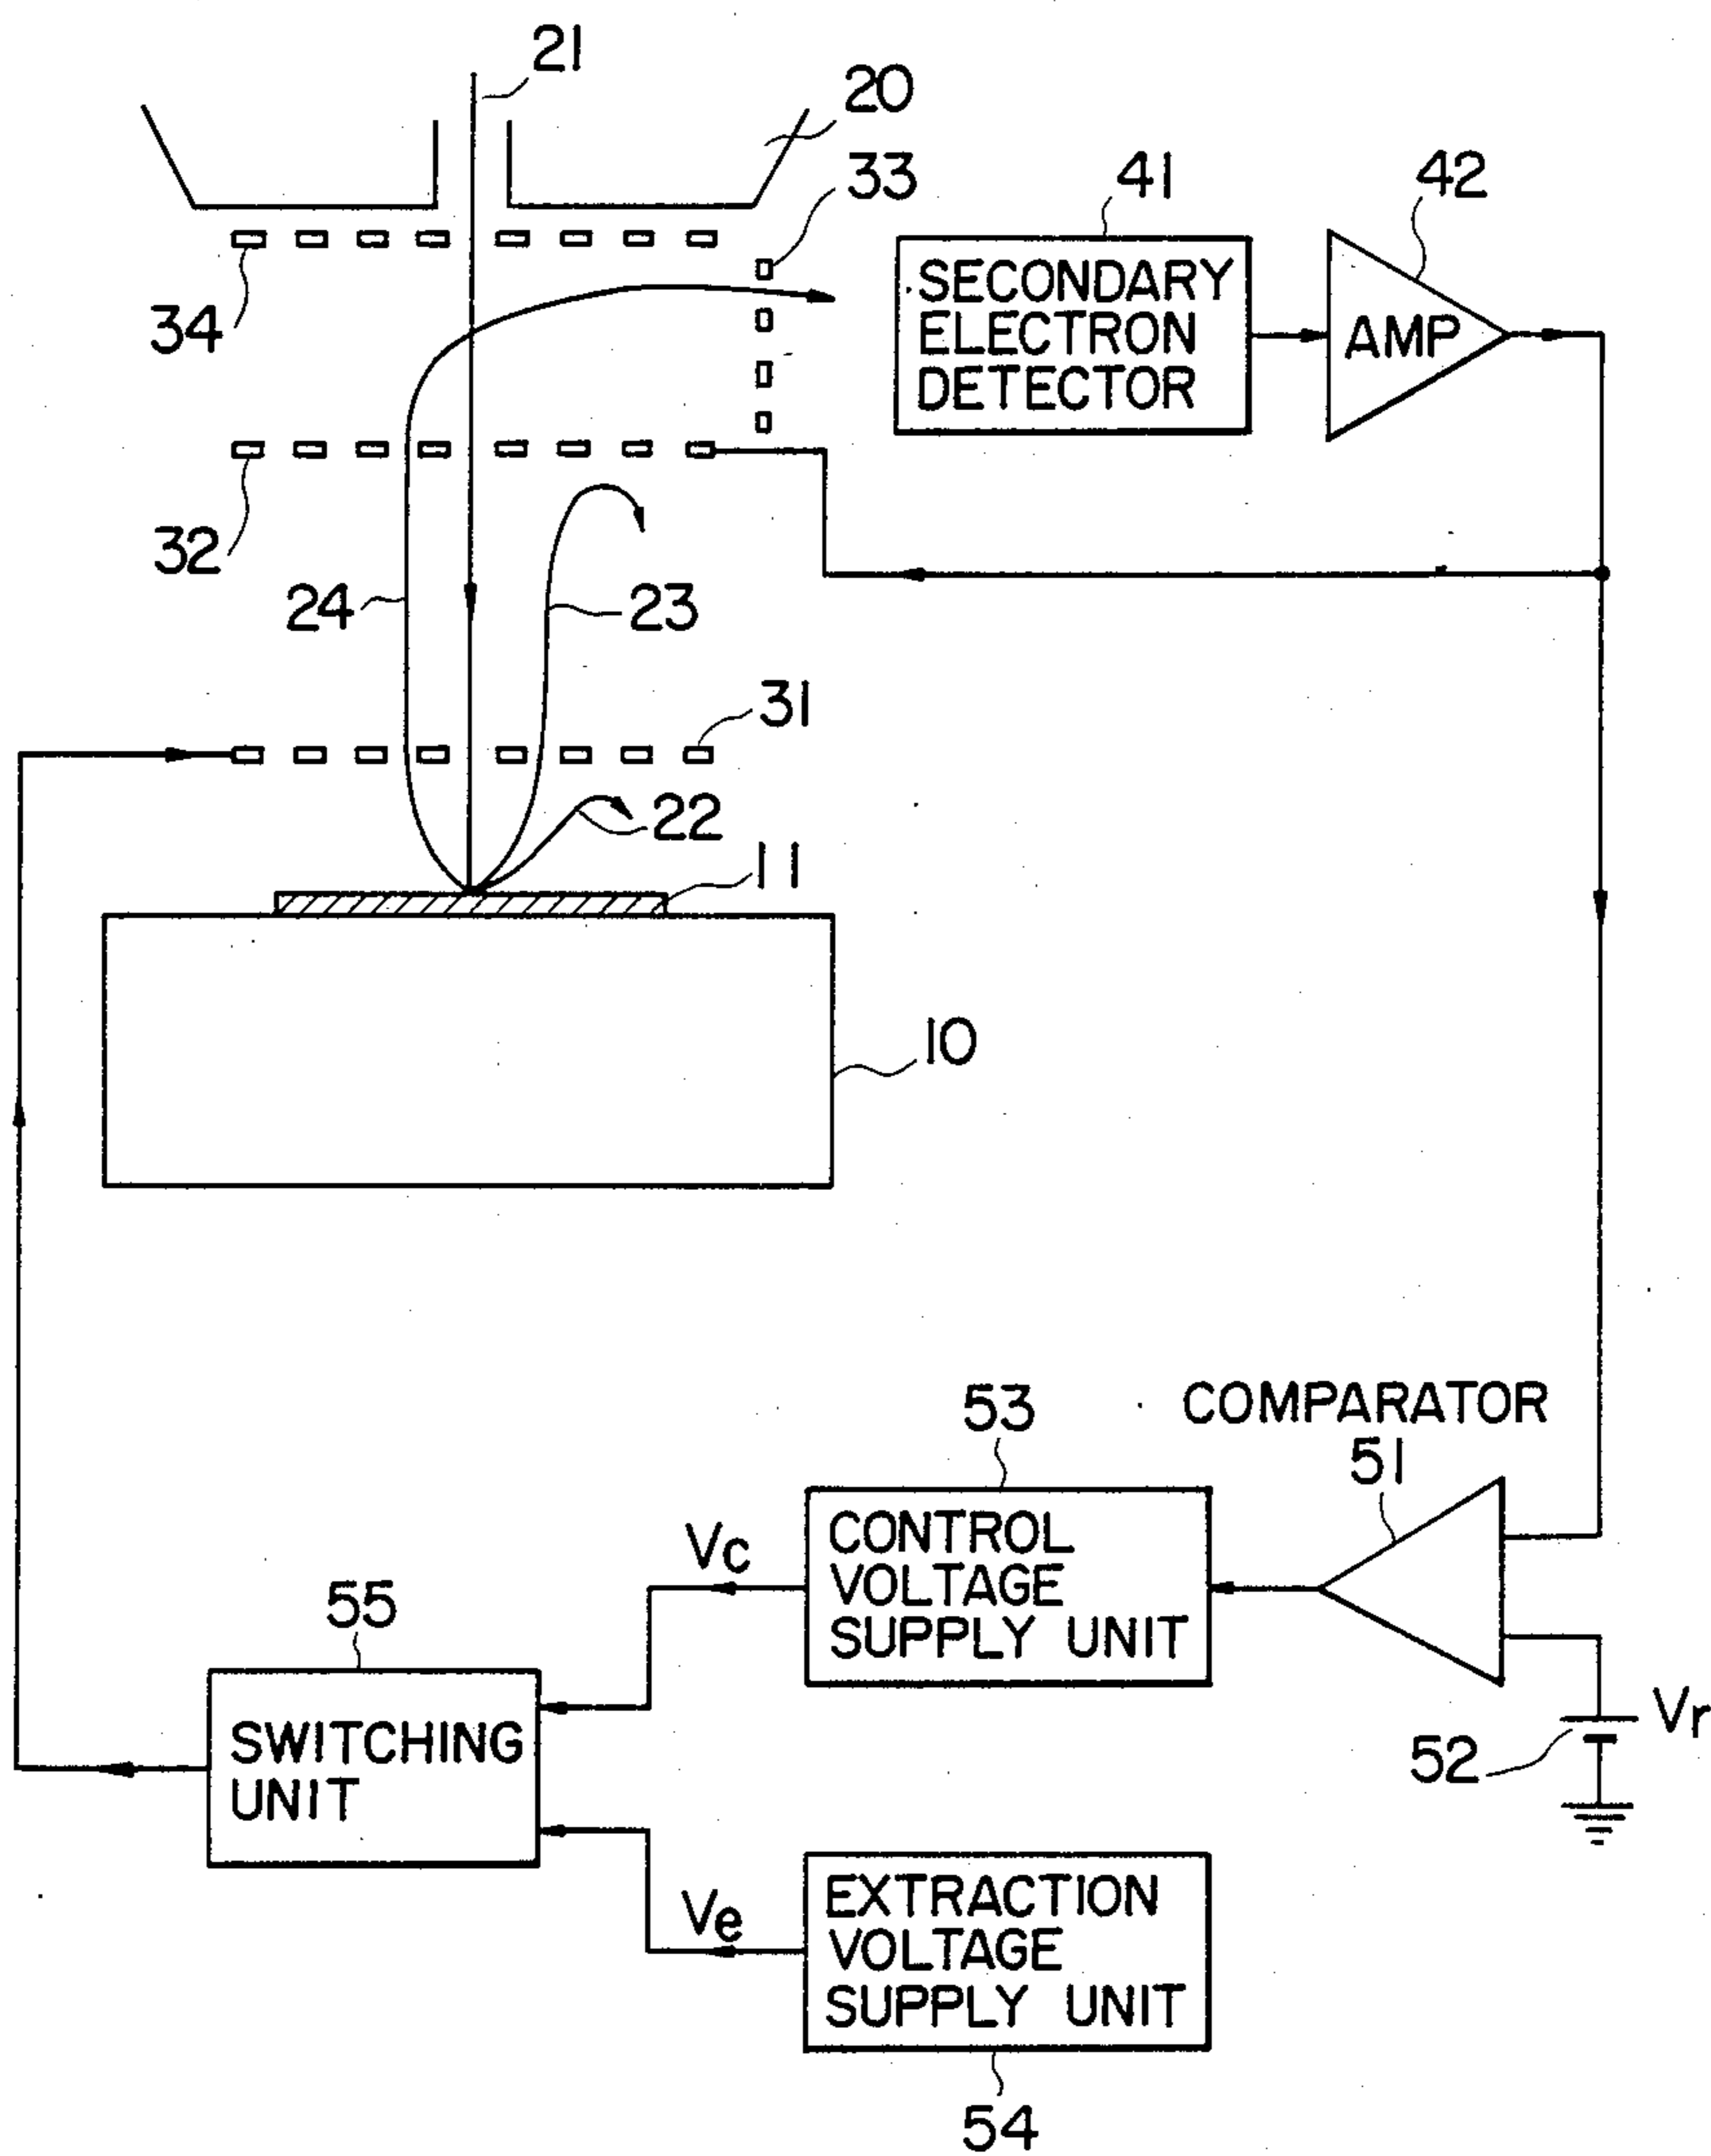 21
20
33
41
42
34
SECONDARY
ELECTRON
DETECTOR
AMP
32
24
23
31
22
11
10
53
COMPARATOR
51
Vc
CONTROL
VOLTAGE
SUPPLY UNIT
55
Vr
52
SWITCHING
UNIT
Ve
EXTRACTION
VOLTAGE
SUPPLY UNIT
54